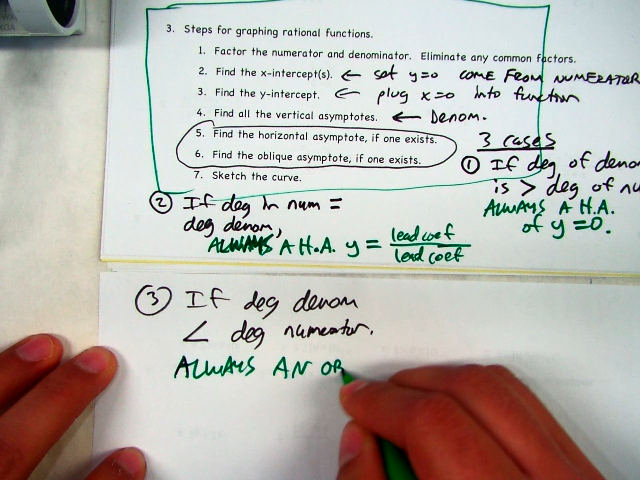 3. Steps for graphing rational functions.
1. Factor the numerator and denominator. Eliminate any common factors.
2. Find the x-intercept(s). ← set y=0 COME FROM NUMERATOR
3. Find the y-intercept. ← plug x=0 into function
4. Find all the vertical asymptotes. ← Denom.
5. Find the horizontal asymptote, if one exists.
6. Find the oblique asymptote, if one exists.
7. Sketch the curve.
3 cases
① If deg of deno
is > deg of nu
ALWAYS A H.A.
of y=0.
② If deg in num =
deg denom,
ALWAYS A H.A. y = lead coef
lead coef
③ If deg denom
< deg numerator.
ALWAYS AN OB